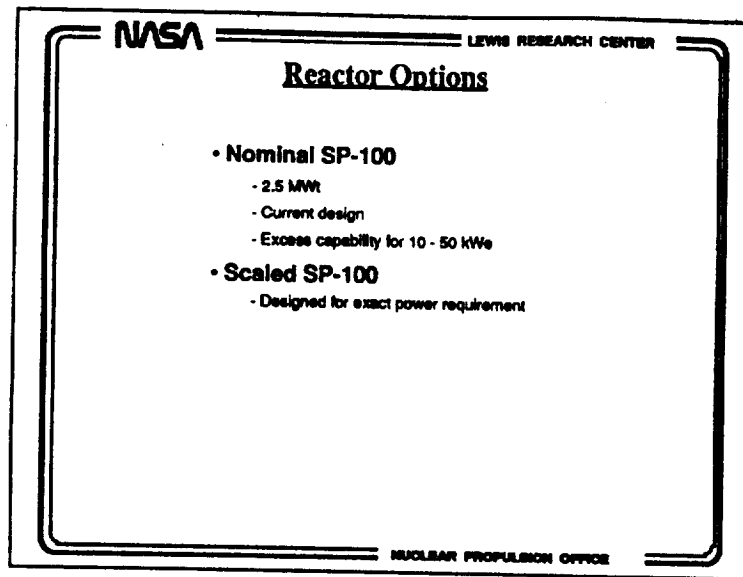 NASA
LEWIS RESEARCH CENTER
Reactor Options
• Nominal SP-100
- 2.5 MWt
- Current design
- Excess capability for 10 - 50 kWe
• Scaled SP-100
- Designed for exact power requirement
NUCLEAR PROPULSION OFFICE